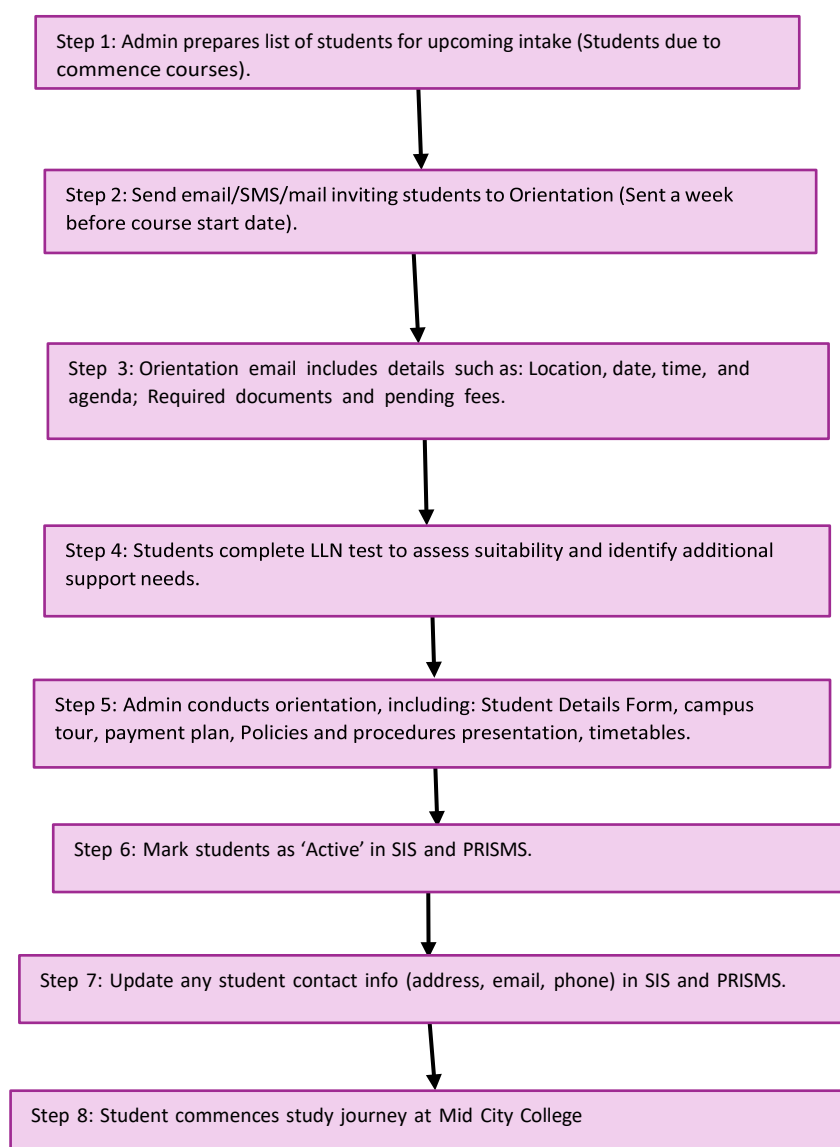 Step 1: Admin prepares list of students for upcoming intake (Students due to
commence courses).
Step 2: Send email/SMS/mail inviting students to Orientation (Sent a week
before course start date).
Step 3: Orientation email includes details such as: Location, date, time, and
agenda; Required documents and pending fees.
Step 4: Students complete LLN test to assess suitability and identify additional
support needs.
Step 5: Admin conducts orientation, including: Student Details Form, campus
tour, payment plan, Policies and procedures presentation, timetables.
Step 6: Mark students as ‘Active’ in SIS and PRISMS.
Step 7: Update any student contact info (address, email, phone) in SIS and PRISMS.
Step 8: Student commences study journey at Mid City College